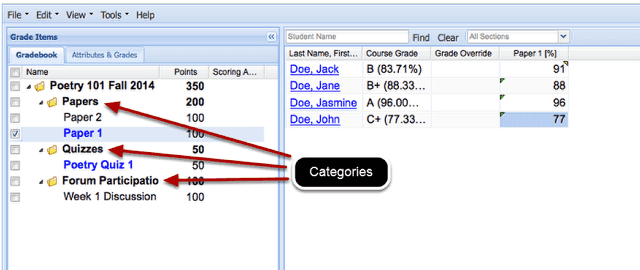 File Edit View Tools Help
Grade Items
Gradebook Attributes & Grades
Name Points Scoring A...
Poetry 101 Fall 2014 350
Papers 200
Paper 2 100
Paper 1 100
Quizzes 50
Poetry Quiz 1 50
Forum Participatio 100
Week 1 Discussion 100
Student Name Find Clear All Sections
Last Name, First... Course Grade Grade Override Paper 1 [%]
Doe, Jack B (83.71%) 91
Doe, Jane B+ (88.33... 88
Doe, Jasmine A (96.00... 96
Doe, John C+ (77.33... 77
Categories